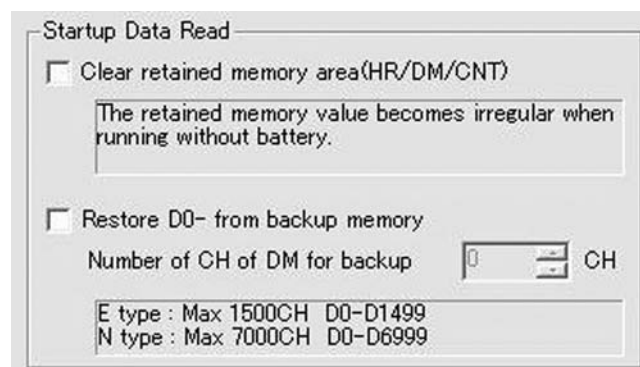 Startup Data Read
Clear retained memory area(HR/DM/CNT)
The retained memory value becomes irregular when
running without battery.
Restore D0- from backup memory
Number of CH of DM for backup 0 CH
E type : Max 1500CH D0-D1499
N type : Max 7000CH D0-D6999